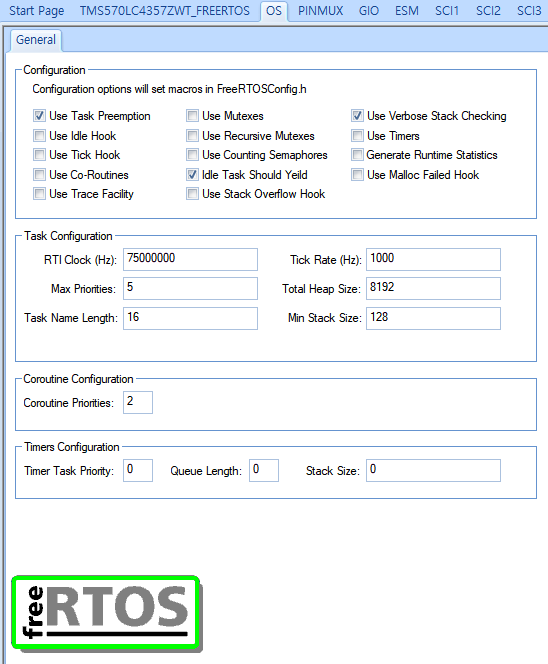 Start Page TMS570LC4357ZWT_FREERTOS OS PINMUX GIO ESM SCI1 SCI2 SCI3
General
Configuration
Configuration options will set macros in FreeRTOSConfig.h
Use Task Preemption Use Mutexes Use Verbose Stack Checking
Use Idle Hook Use Recursive Mutexes Use Timers
Use Tick Hook Use Counting Semaphores Generate Runtime Statistics
Use Co-Routines Idle Task Should Yeild Use Malloc Failed Hook
Use Trace Facility Use Stack Overflow Hook
Task Configuration
RTI Clock (Hz): 75000000 Tick Rate (Hz): 1000
Max Priorities: 5 Total Heap Size: 8192
Task Name Length: 16 Min Stack Size: 128
Coroutine Configuration
Coroutine Priorities: 2
Timers Configuration
Timer Task Priority: 0 Queue Length: 0 Stack Size: 0
free RTOS